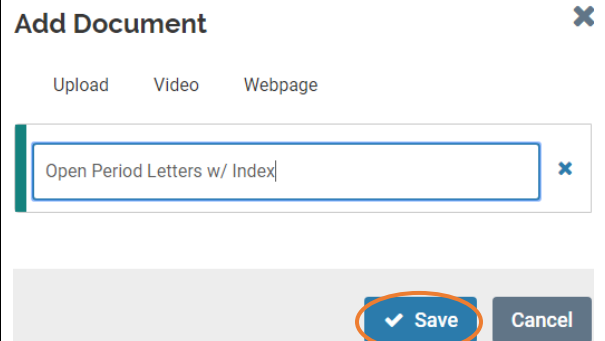 Add Document
Upload Video Webpage
Open Period Letters w/ Index
Save Cancel